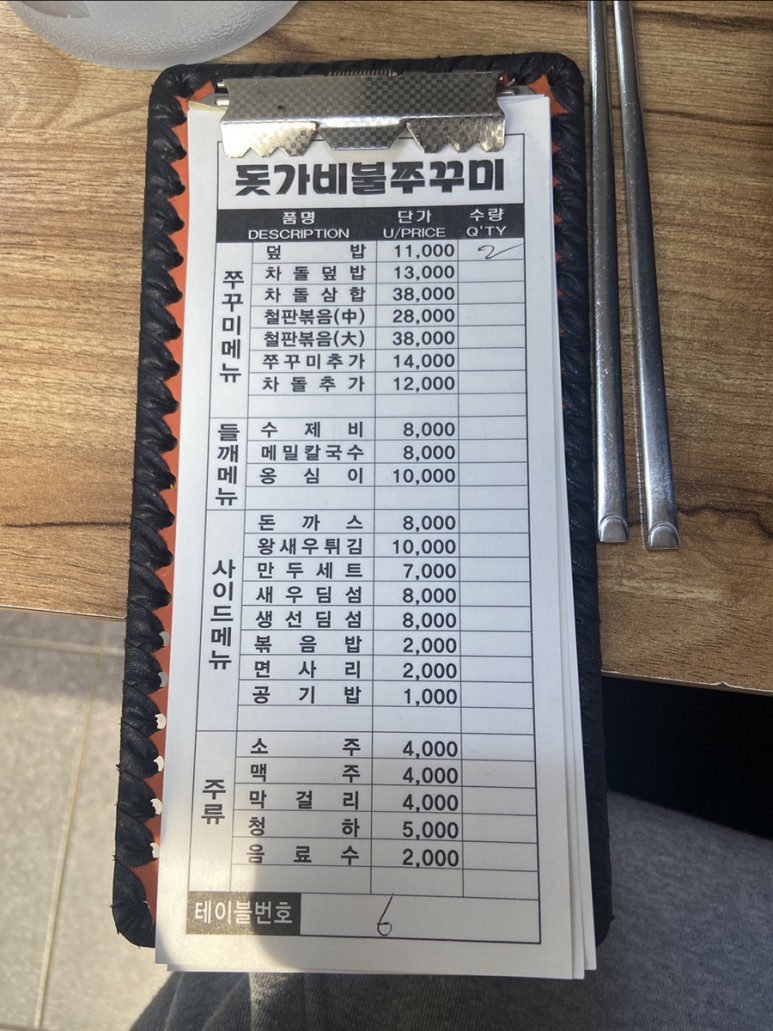 돗가비불쭈꾸미
품명 단가 수량
DESCRIPTION U/PRICE Q'TY
쭈꾸미메뉴
덮밥 11,000 2
차돌덮밥 13,000
차돌삼합 38,000
철판볶음(中) 28,000
철판볶음(大) 38,000
쭈꾸미추가 14,000
차돌추가 12,000
들깨메뉴
수제비 8,000
메밀칼국수 8,000
옹심이 10,000
사이드메뉴
돈까스 8,000
왕새우튀김 10,000
만두세트 7,000
새우딤섬 8,000
생선딤섬 8,000
볶음밥 2,000
면사리 2,000
공기밥 1,000
주류
소주 4,000
맥주 4,000
막걸리 4,000
청하 5,000
음료수 2,000
테이블번호 6